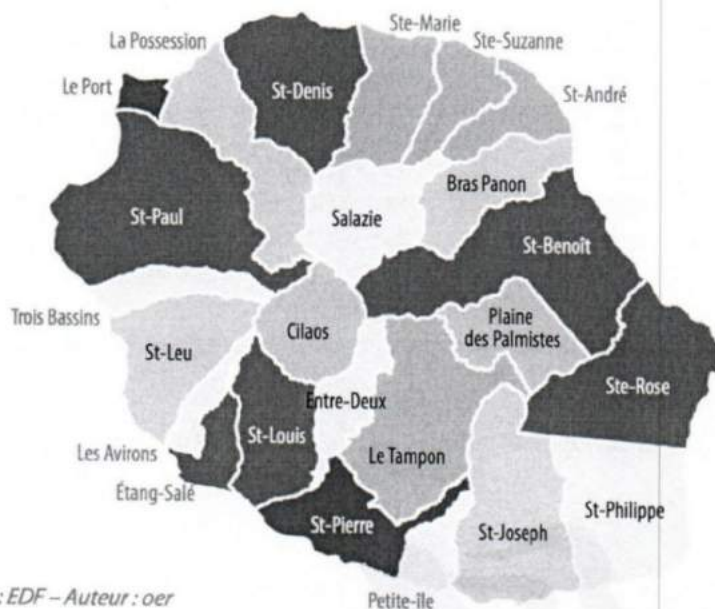 Ste-Marie
La Possession
Ste-Suzanne
Le Port
St-Denis
St-André
Bras Panon
St-Paul
Salazie
St-Benoît
Trois Bassins
Cilaos
Plaine
des Palmistes
St-Leu
Ste-Rose
Entre-Deux
St-Louis
Les Avirons
Le Tampon
Étang-Salé
St-Philippe
St-Pierre
St-Joseph
: EDF – Auteur : oer
Petite-île